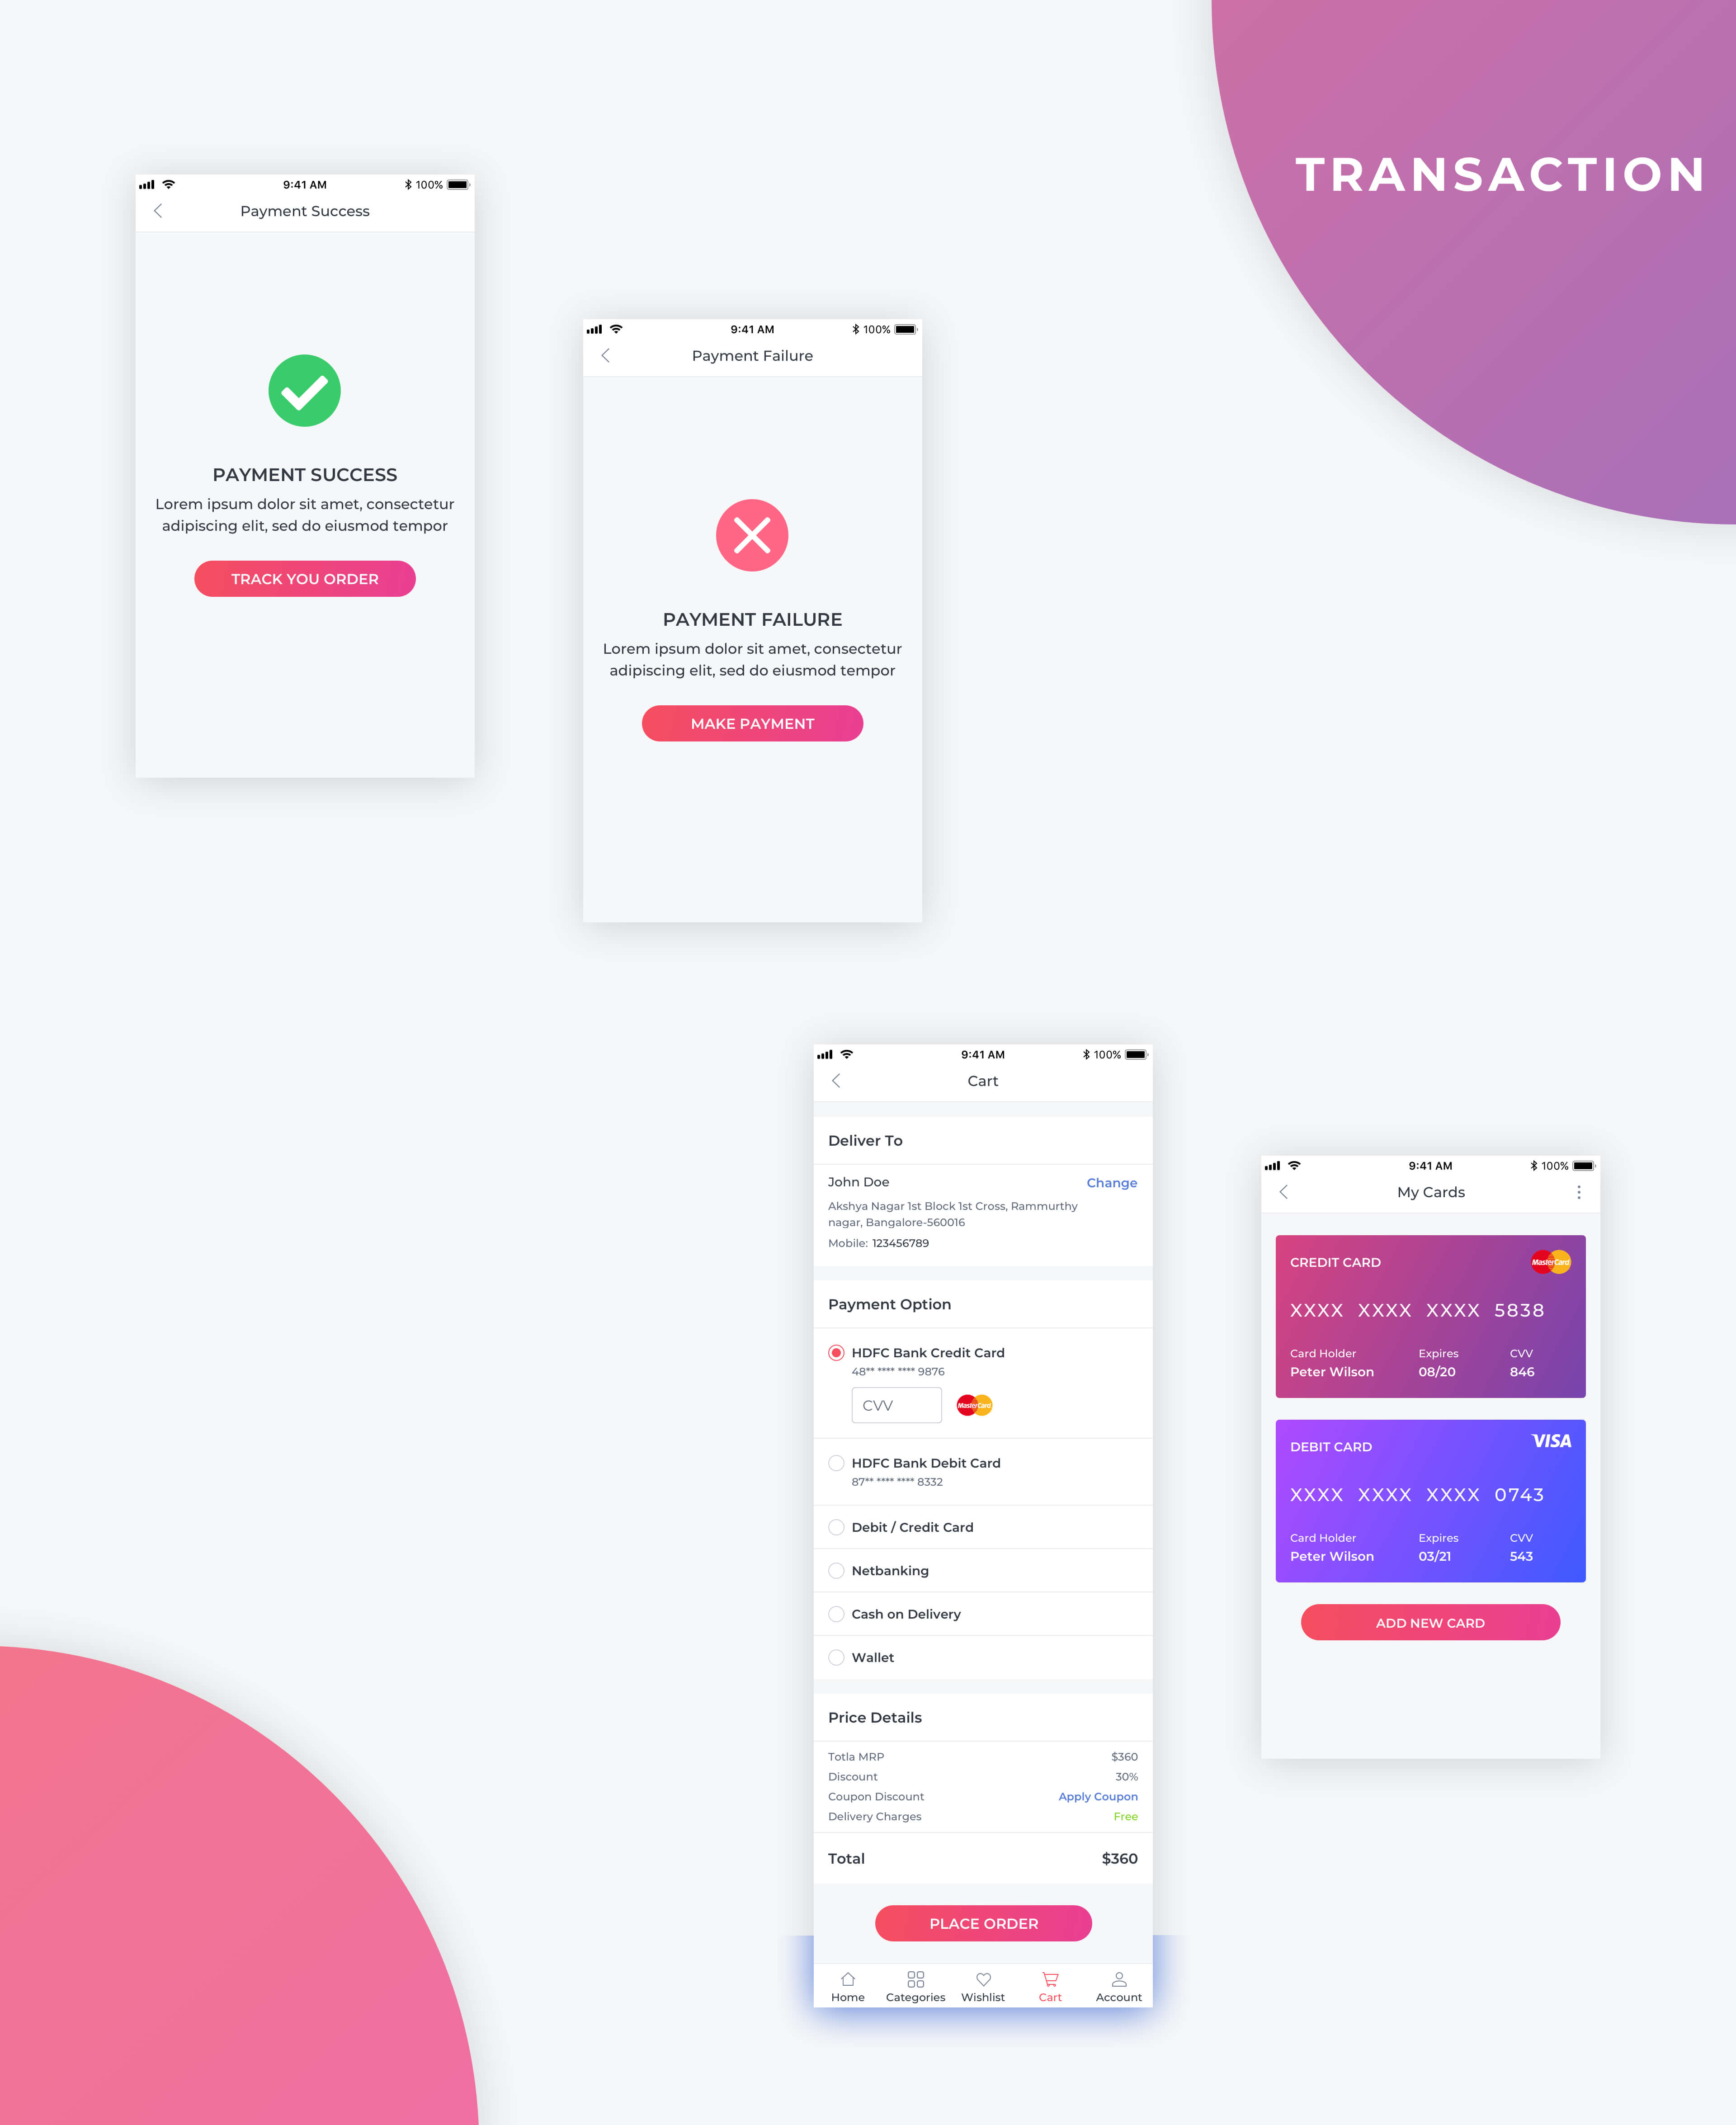 TRANSACTION
9:41 AM 100%
Payment Success
PAYMENT SUCCESS
Lorem ipsum dolor sit amet, consectetur
adipiscing elit, sed do eiusmod tempor
TRACK YOU ORDER
9:41 AM 100%
Payment Failure
PAYMENT FAILURE
Lorem ipsum dolor sit amet, consectetur
adipiscing elit, sed do eiusmod tempor
MAKE PAYMENT
9:41 AM 100%
Cart
Deliver To
John Doe Change
Akshya Nagar 1st Block 1st Cross, Rammurthy
nagar, Bangalore-560016
Mobile: 123456789
Payment Option
HDFC Bank Credit Card
48** **** **** 9876
CVV MasterCard
HDFC Bank Debit Card
87** **** **** 8332
Debit / Credit Card
Netbanking
Cash on Delivery
Wallet
Price Details
Totla MRP $360
Discount 30%
Coupon Discount Apply Coupon
Delivery Charges Free
Total $360
PLACE ORDER
Home Categories Wishlist Cart Account
9:41 AM 100%
My Cards
CREDIT CARD MasterCard
XXXX XXXX XXXX 5838
Card Holder Expires CVV
Peter Wilson 08/20 846
DEBIT CARD VISA
XXXX XXXX XXXX 0743
Card Holder Expires CVV
Peter Wilson 03/21 543
ADD NEW CARD